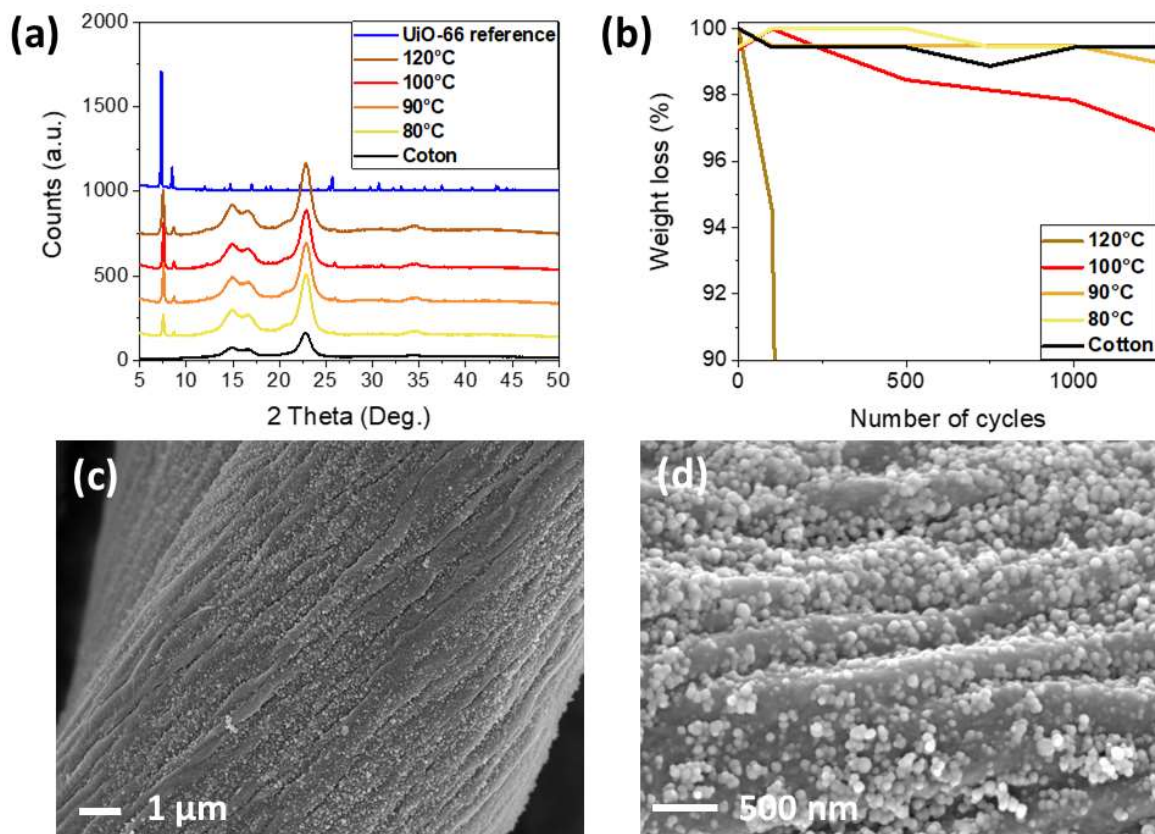 (a)
2000
1500
1000
500
0
Counts (a.u.)
UiO-66 reference
120°C
100°C
90°C
80°C
Coton
5 10 15 20 25 30 35 40 45 50
2 Theta (Deg.)
(b)
100
98
96
94
92
90
Weight loss (%)
120°C
100°C
90°C
80°C
Cotton
0 500 1000
Number of cycles
(c)
1 µm
(d)
500 nm